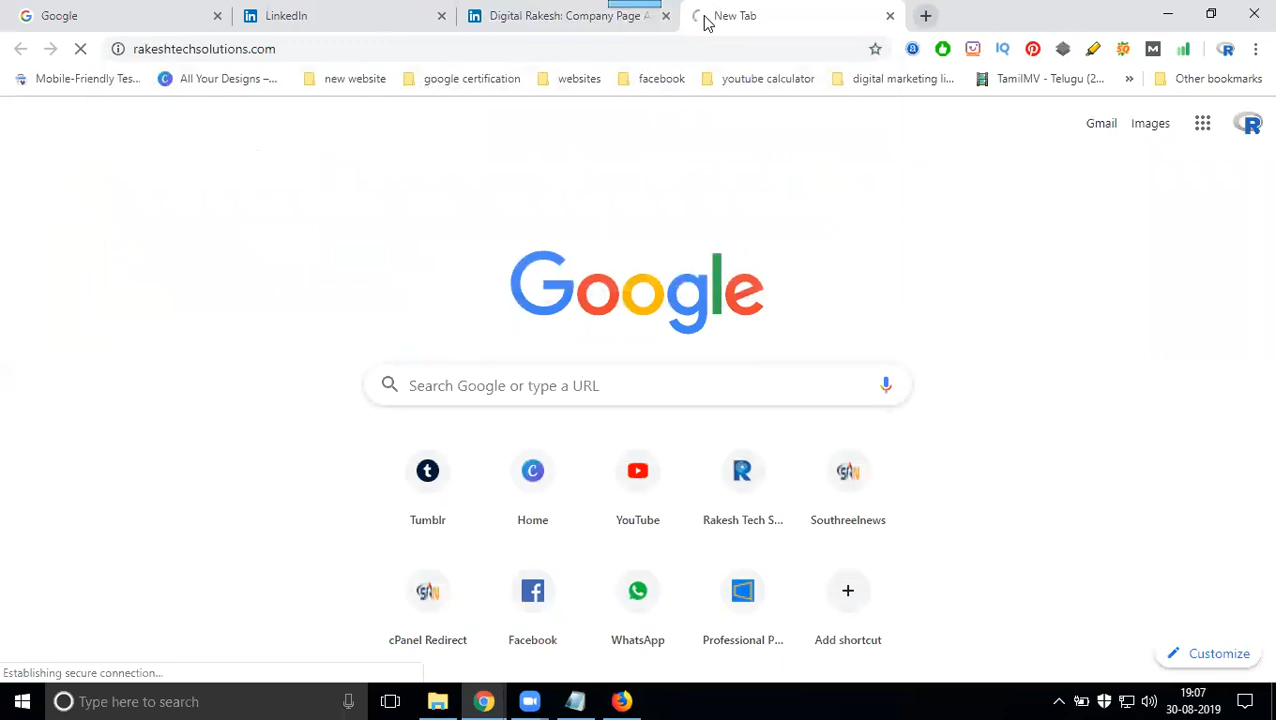 Google
LinkedIn
Digital Rakesh: Company Page A
New Tab
rakeshtechsolutions.com
Mobile-Friendly Tes...
All Your Designs –...
new website
google certification
websites
facebook
youtube calculator
digital marketing li...
TamilMV - Telugu (...
Other bookmarks
Gmail
Images
Google
Search Google or type a URL
Tumblr
Home
YouTube
Rakesh Tech S...
Southreelnews
cPanel Redirect
Facebook
WhatsApp
Professional P...
Add shortcut
Customize
Establishing secure connection...
Type here to search
19:07
30-08-2019